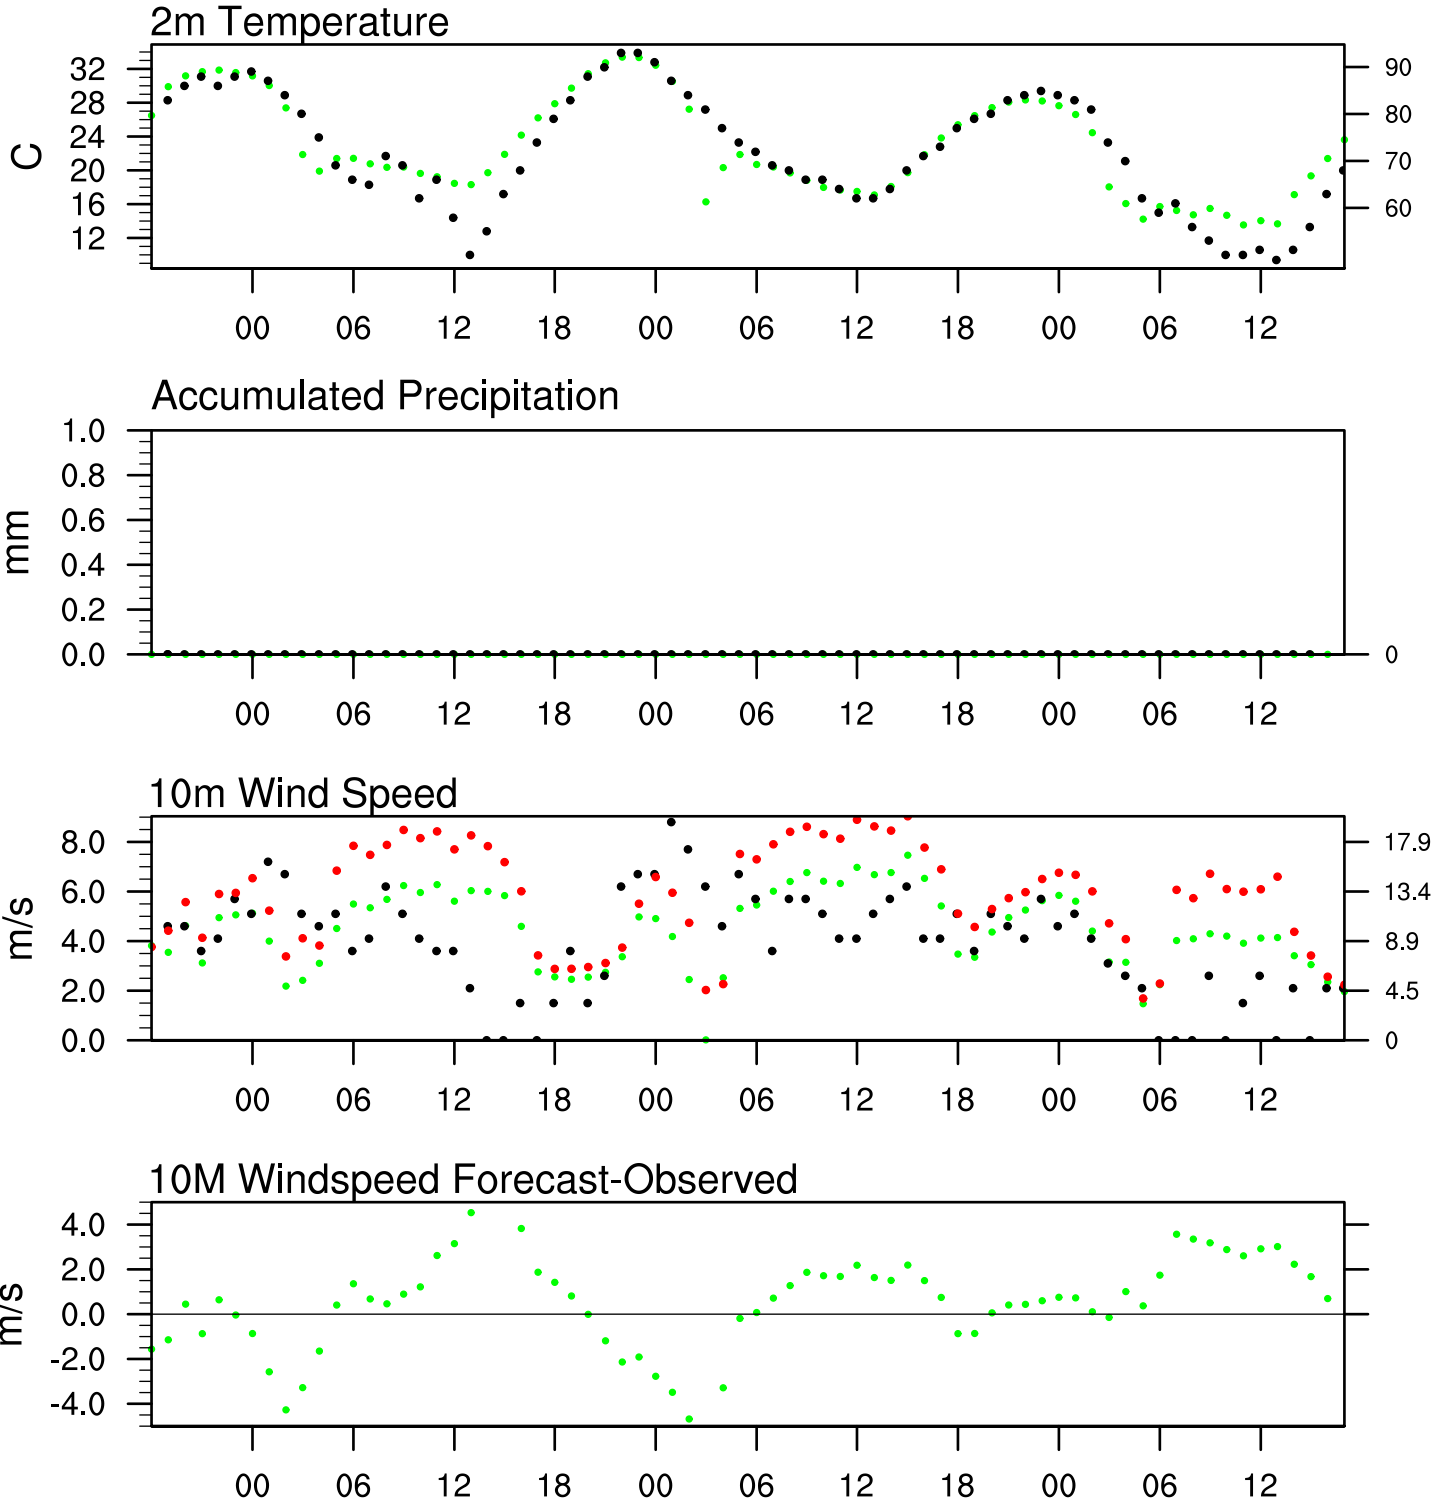 2m Temperature
C
32
28
24
20
16
12
90
80
70
60
00 06 12 18 00 06 12 18 00 06 12
Accumulated Precipitation
mm
1.0
0.8
0.6
0.4
0.2
0.0
0
00 06 12 18 00 06 12 18 00 06 12
10m Wind Speed
m/s
8.0
6.0
4.0
2.0
0.0
17.9
13.4
8.9
4.5
0
00 06 12 18 00 06 12 18 00 06 12
10M Windspeed Forecast-Observed
m/s
4.0
2.0
0.0
-2.0
-4.0
00 06 12 18 00 06 12 18 00 06 12